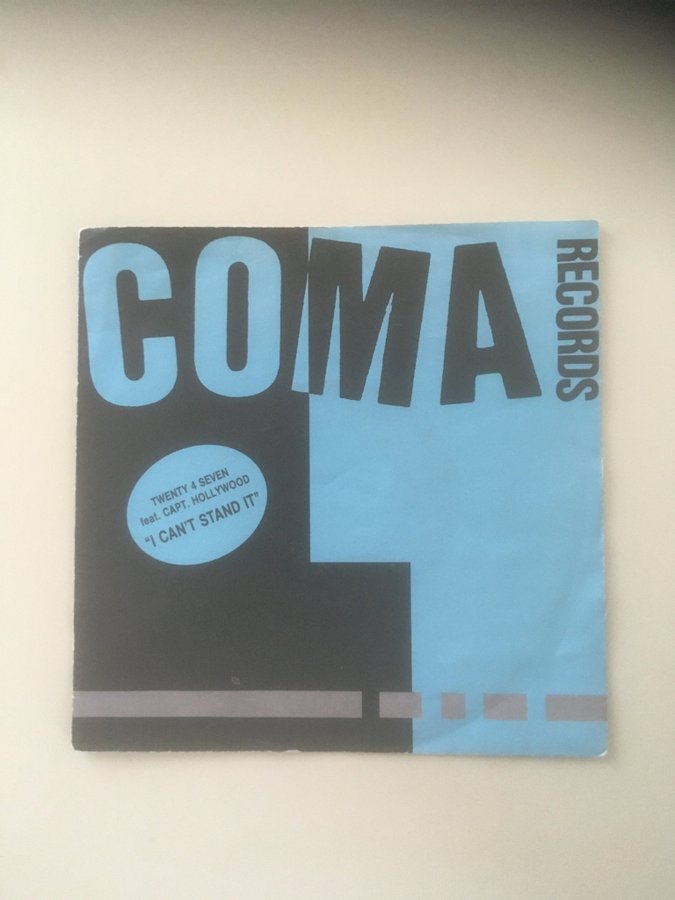 COMA
RECORDS
TWENTY 4 SEVEN
feat. CAPT. HOLLYWOOD
"I CAN'T STAND IT"